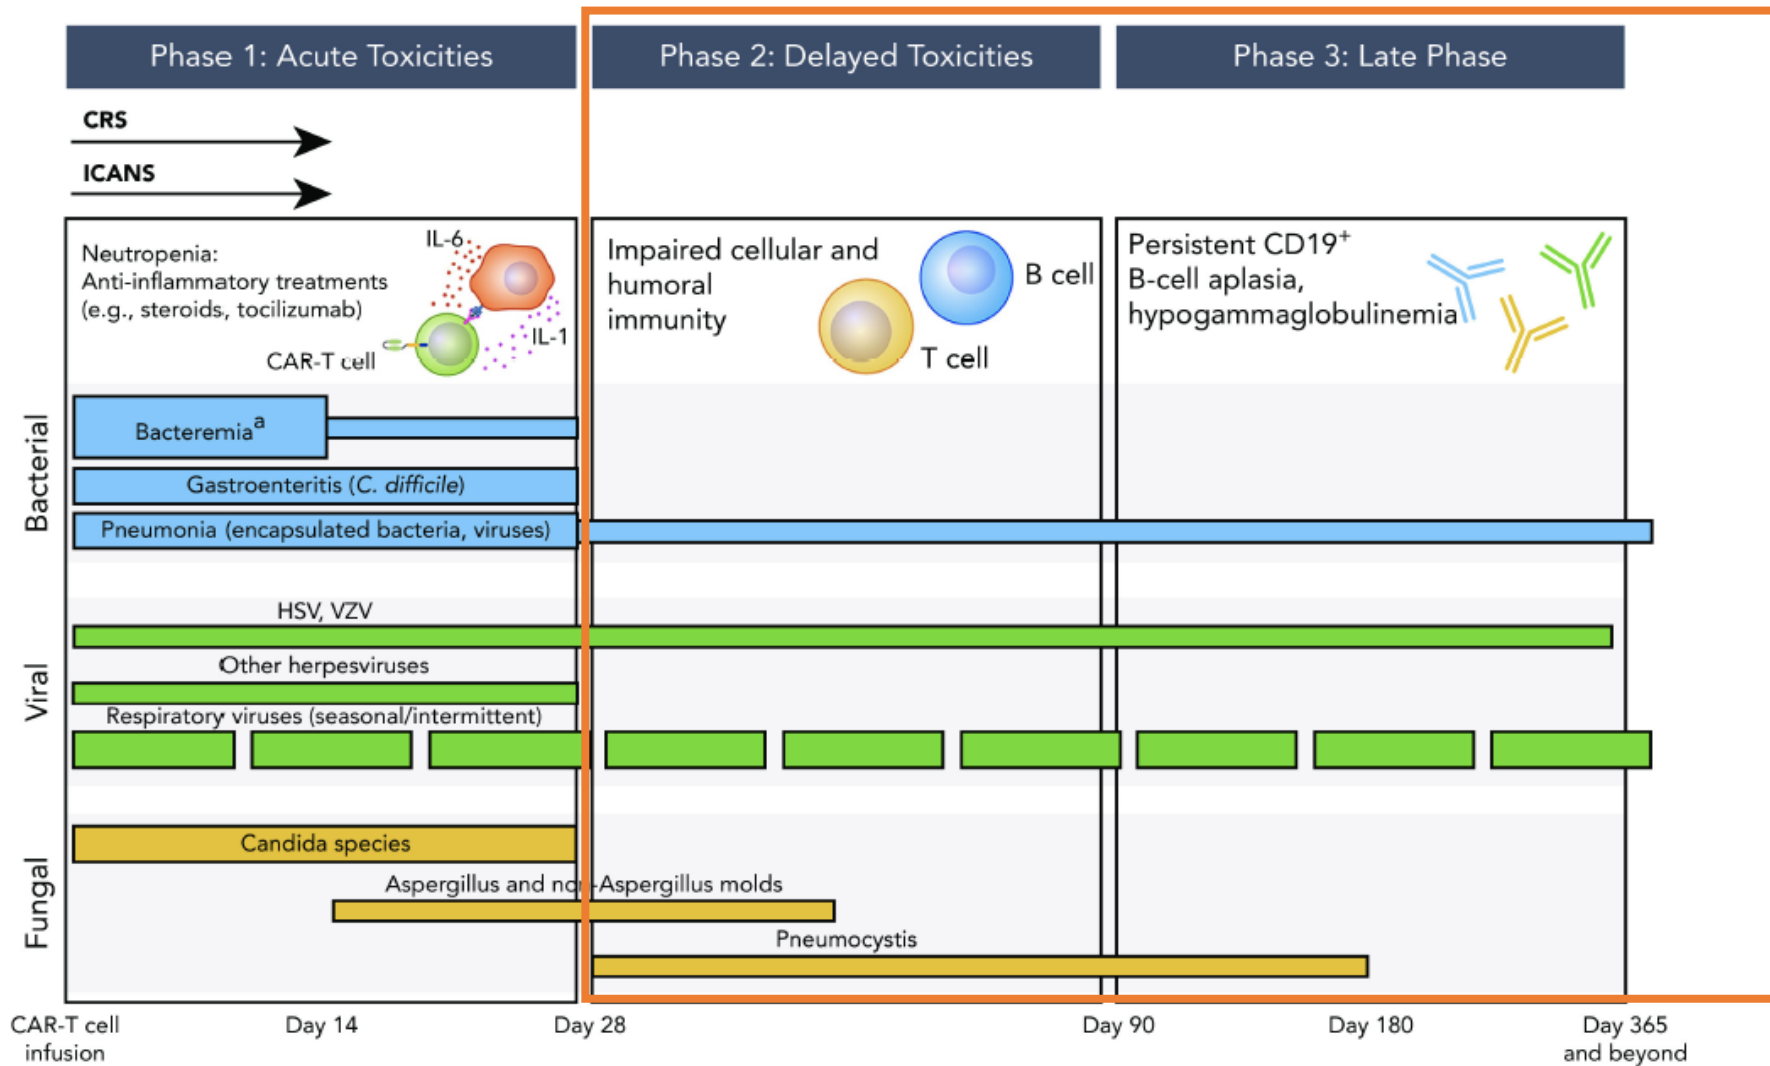 Phase 1: Acute Toxicities
Phase 2: Delayed Toxicities
Phase 3: Late Phase
CRS
ICANS
Neutropenia:
Anti-inflammatory treatments
(e.g., steroids, tocilizumab)
IL-6
IL-1
CAR-T cell
Impaired cellular and
humoral
immunity
B cell
T cell
Persistent CD19⁺
B-cell aplasia,
hypogammaglobulinemia
Bacterial
Bacteremiaᵃ
Gastroenteritis (C. difficile)
Pneumonia (encapsulated bacteria, viruses)
Viral
HSV, VZV
Other herpesviruses
Respiratory viruses (seasonal/intermittent)
Fungal
Candida species
Aspergillus and non-Aspergillus molds
Pneumocystis
CAR-T cell
infusion
Day 14
Day 28
Day 90
Day 180
Day 365
and beyond